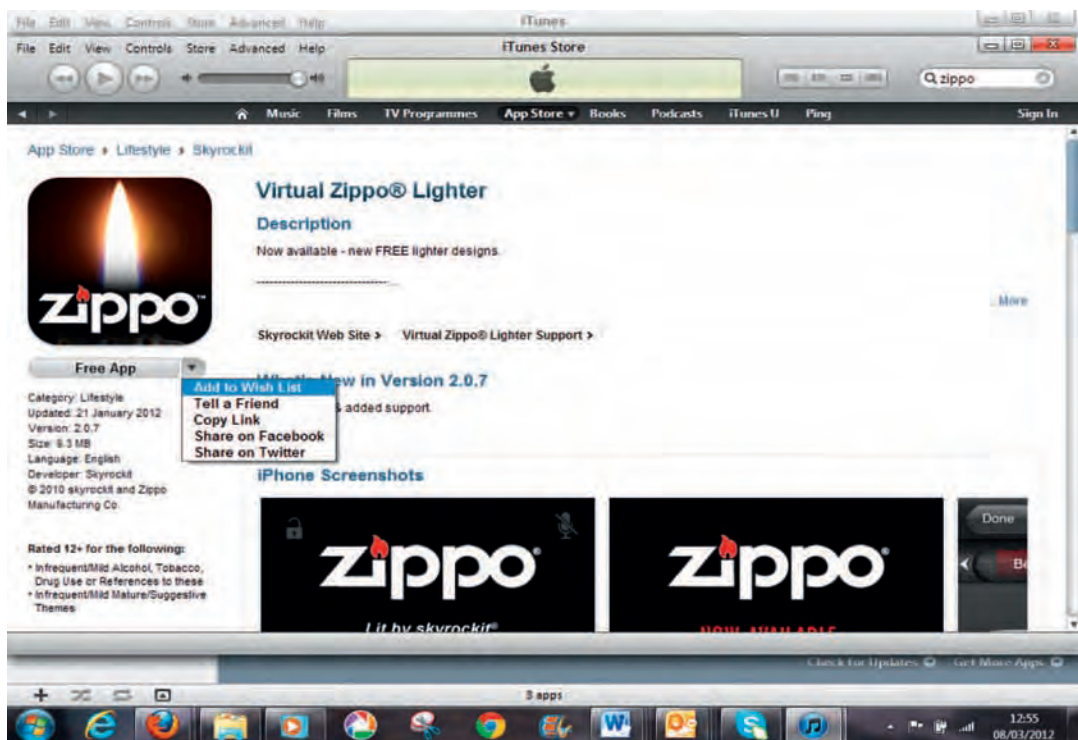 File Edit View Controls Store Advanced Help iTunes
File Edit View Controls Store Advanced Help iTunes Store
zippo
Music Films TV Programmes App Store Books Podcasts iTunes U Ping Sign In
App Store Lifestyle Skyrockit
zippo™
Free App
Add to Wish List
Tell a Friend
Copy Link
Share on Facebook
Share on Twitter
Category: Lifestyle
Updated: 21 January 2012
Version: 2.0.7
Size: 9.3 MB
Language: English
Developer: Skyrockit
© 2010 skyrockit and Zippo
Manufacturing Co.
Rated 12+ for the following:
• Infrequent/Mild Alcohol, Tobacco,
Drug Use or References to these
• Infrequent/Mild Mature/Suggestive
Themes
Virtual Zippo® Lighter
Description
Now available - new FREE lighter designs.
-------------------------------- ...
...More
Skyrockit Web Site > Virtual Zippo® Lighter Support >
What's New in Version 2.0.7
& added support.
iPhone Screenshots
zippo®
Lit by skyrockit®
zippo®
NOW AVAILABLE
Done
Check for Updates Get More Apps
3 apps
12:55
08/03/2012